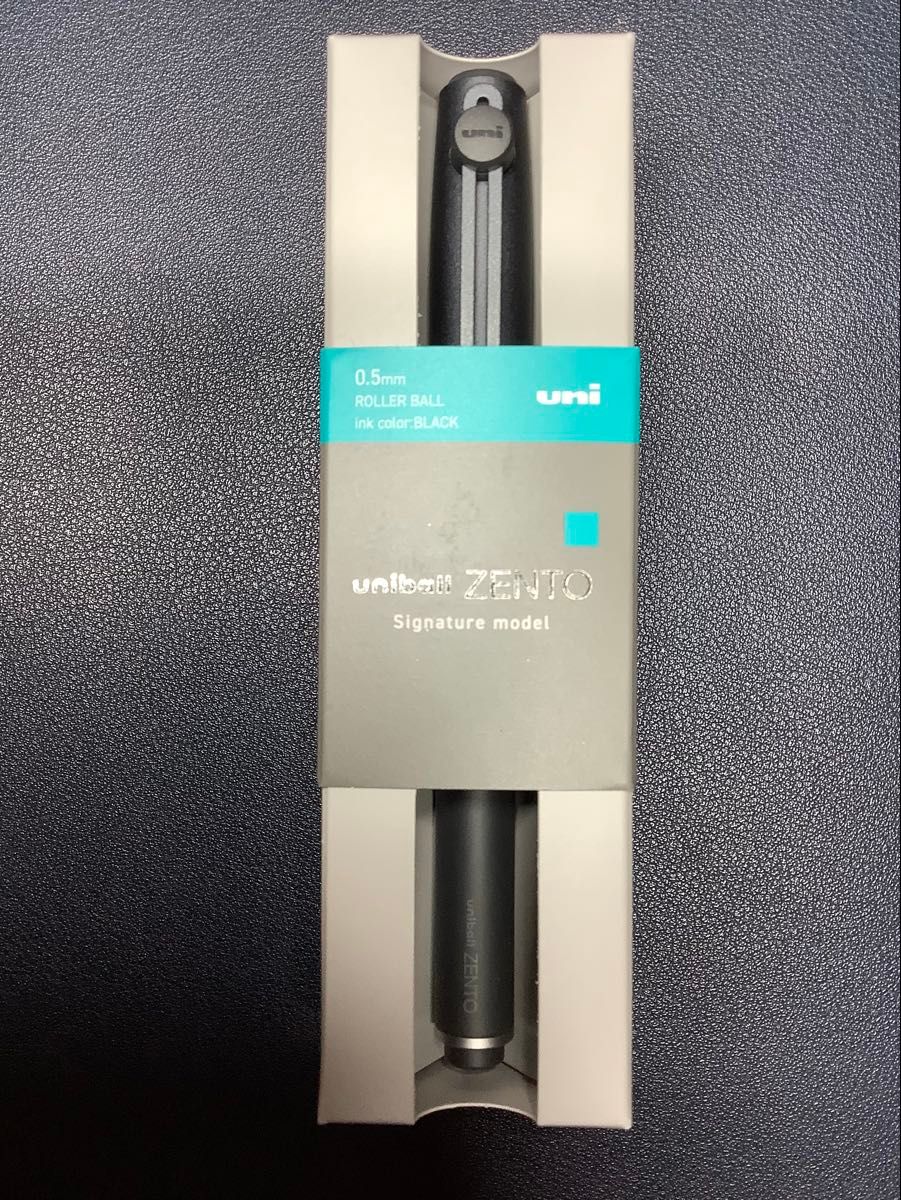 uni
0.5mm
ROLLER BALL
ink color:BLACK
uni
uniball ZENTO
Signature model
uniball ZENTO